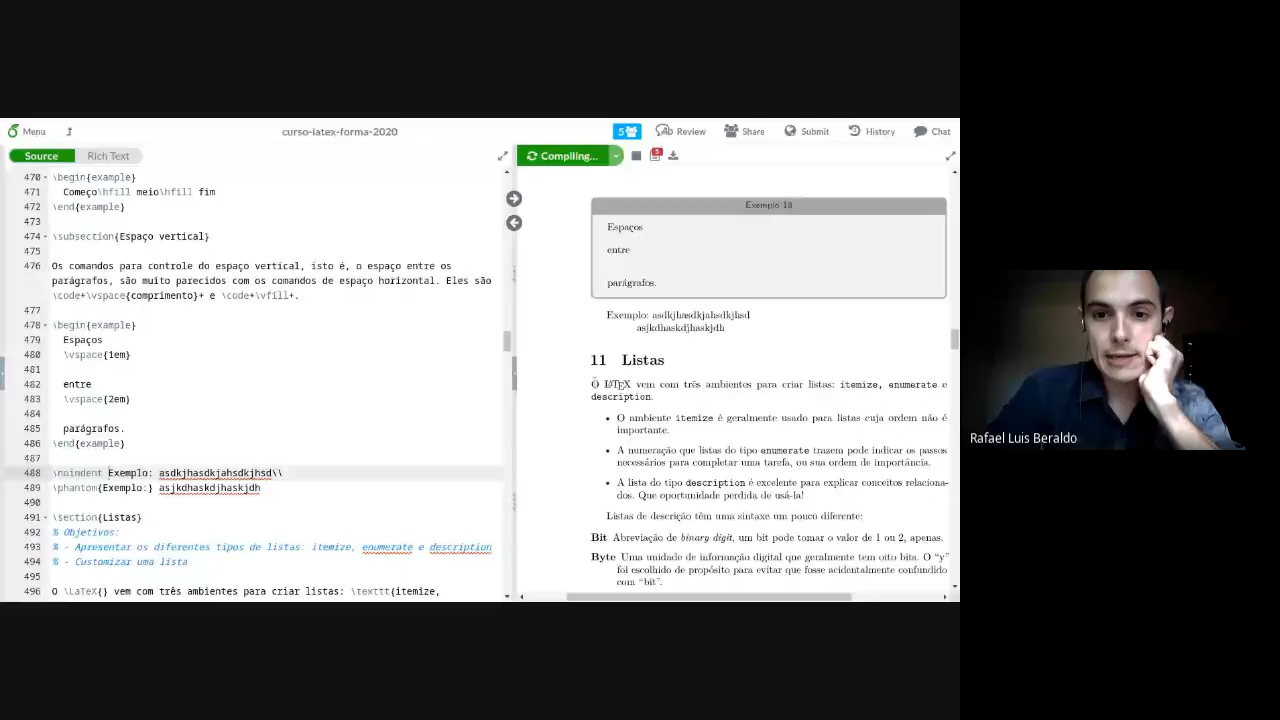 Menu
curso-latex-forma-2020
5
Review
Share
Submit
History
Chat
Source
Rich Text
Compiling...
470
\begin{example}
471
Começo\hfill meio\hfill fim
472
\end{example}
473
474
\subsection{Espaço vertical}
475
476
Os comandos para controle do espaço vertical, isto é, o espaço entre os
parágrafos, são muito parecidos com os comandos de espaço horizontal. Eles são
\code+\vspace{comprimento}+ e \code+\vfill+.
477
478
\begin{example}
479
Espaços
480
\vspace{1em}
481
482
entre
483
\vspace{2em}
484
485
parágrafos.
486
\end{example}
487
488
\noindent Exemplo: asdkjhasdkjahsdkjhsd\\
489
\phantom{Exemplo:} asjkdhaskdjhaskjdh
490
491
\section{Listas}
492
% Objetivos:
493
% - Apresentar os diferentes tipos de listas: itemize, enumerate e description
494
% - Customizar uma lista
495
496
O \LaTeX{} vem com três ambientes para criar listas: \texttt{itemize,
Exemplo 18
Espaços
entre
parágrafos.
Exemplo: asdkjhasdkjahsdkjhsd
asjkdhaskdjhaskjdh
11 Listas
O LATEX vem com três ambientes para criar listas: itemize, enumerate e
description.
• O ambiente itemize é geralmente usado para listas cuja ordem não é
importante.
• A numeração que listas do tipo enumerate trazem pode indicar os passos
necessários para completar uma tarefa, ou sua ordem de importância.
• A lista do tipo description é excelente para explicar conceitos relaciona-
dos. Que oportunidade perdida de usá-la!
Listas de descrição têm uma sintaxe um pouco diferente:
Bit Abreviação de binary digit, um bit pode tomar o valor de 1 ou 2, apenas.
Byte Uma unidade de informação digital que geralmente tem oito bits. O “y”
foi escolhido de propósito para evitar que fosse acidentalmente confundido
com “bit”.
Rafael Luis Beraldo